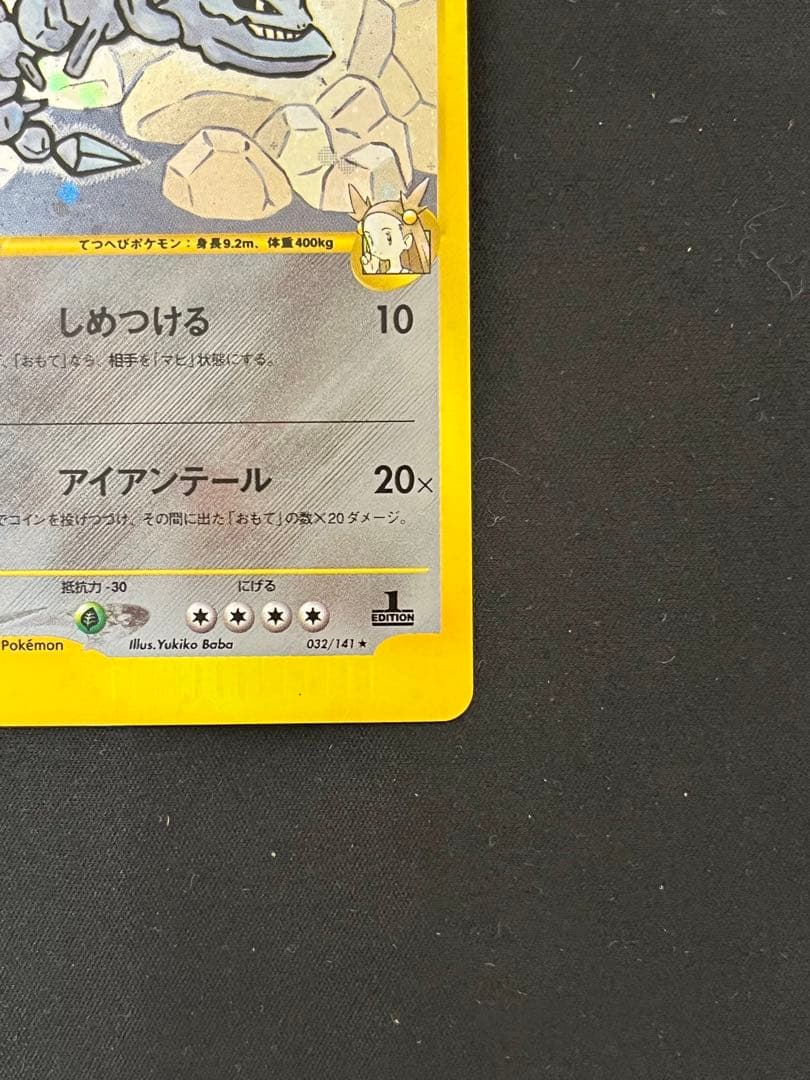 てつへびポケモン：身長9.2m、体重400kg
しめつける 10
、「おもて」なら、相手を「マヒ」状態にする。
アイアンテール 20×
でコインを投げつづけ、その間に出た「おもて」の数×20ダメージ。
抵抗力 -30 にげる
1 EDITION
Pokémon Illus.Yukiko Baba 032/141 ★